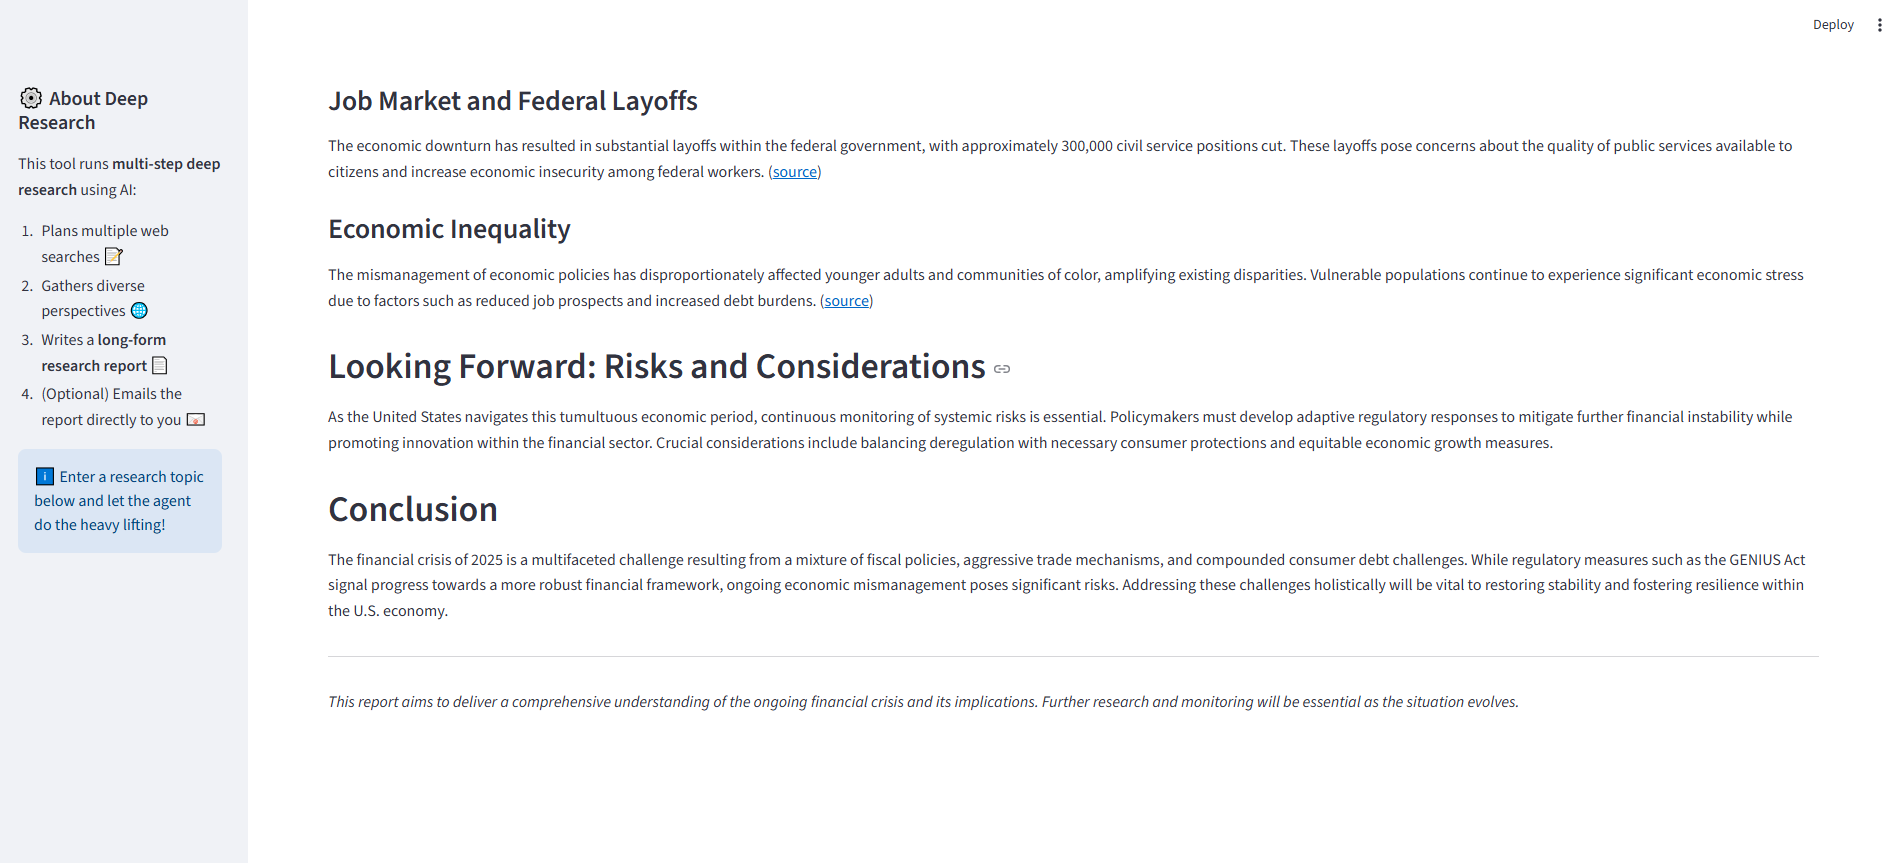 Deploy
About Deep
Research
This tool runs multi-step deep
research using AI:
1. Plans multiple web
searches
2. Gathers diverse
perspectives
3. Writes a long-form
research report
4. (Optional) Emails the
report directly to you
i Enter a research topic
below and let the agent
do the heavy lifting!
Job Market and Federal Layoffs
The economic downturn has resulted in substantial layoffs within the federal government, with approximately 300,000 civil service positions cut. These layoffs pose concerns about the quality of public services available to
citizens and increase economic insecurity among federal workers. (source)
Economic Inequality
The mismanagement of economic policies has disproportionately affected younger adults and communities of color, amplifying existing disparities. Vulnerable populations continue to experience significant economic stress
due to factors such as reduced job prospects and increased debt burdens. (source)
Looking Forward: Risks and Considerations
As the United States navigates this tumultuous economic period, continuous monitoring of systemic risks is essential. Policymakers must develop adaptive regulatory responses to mitigate further financial instability while
promoting innovation within the financial sector. Crucial considerations include balancing deregulation with necessary consumer protections and equitable economic growth measures.
Conclusion
The financial crisis of 2025 is a multifaceted challenge resulting from a mixture of fiscal policies, aggressive trade mechanisms, and compounded consumer debt challenges. While regulatory measures such as the GENIUS Act
signal progress towards a more robust financial framework, ongoing economic mismanagement poses significant risks. Addressing these challenges holistically will be vital to restoring stability and fostering resilience within
the U.S. economy.
This report aims to deliver a comprehensive understanding of the ongoing financial crisis and its implications. Further research and monitoring will be essential as the situation evolves.